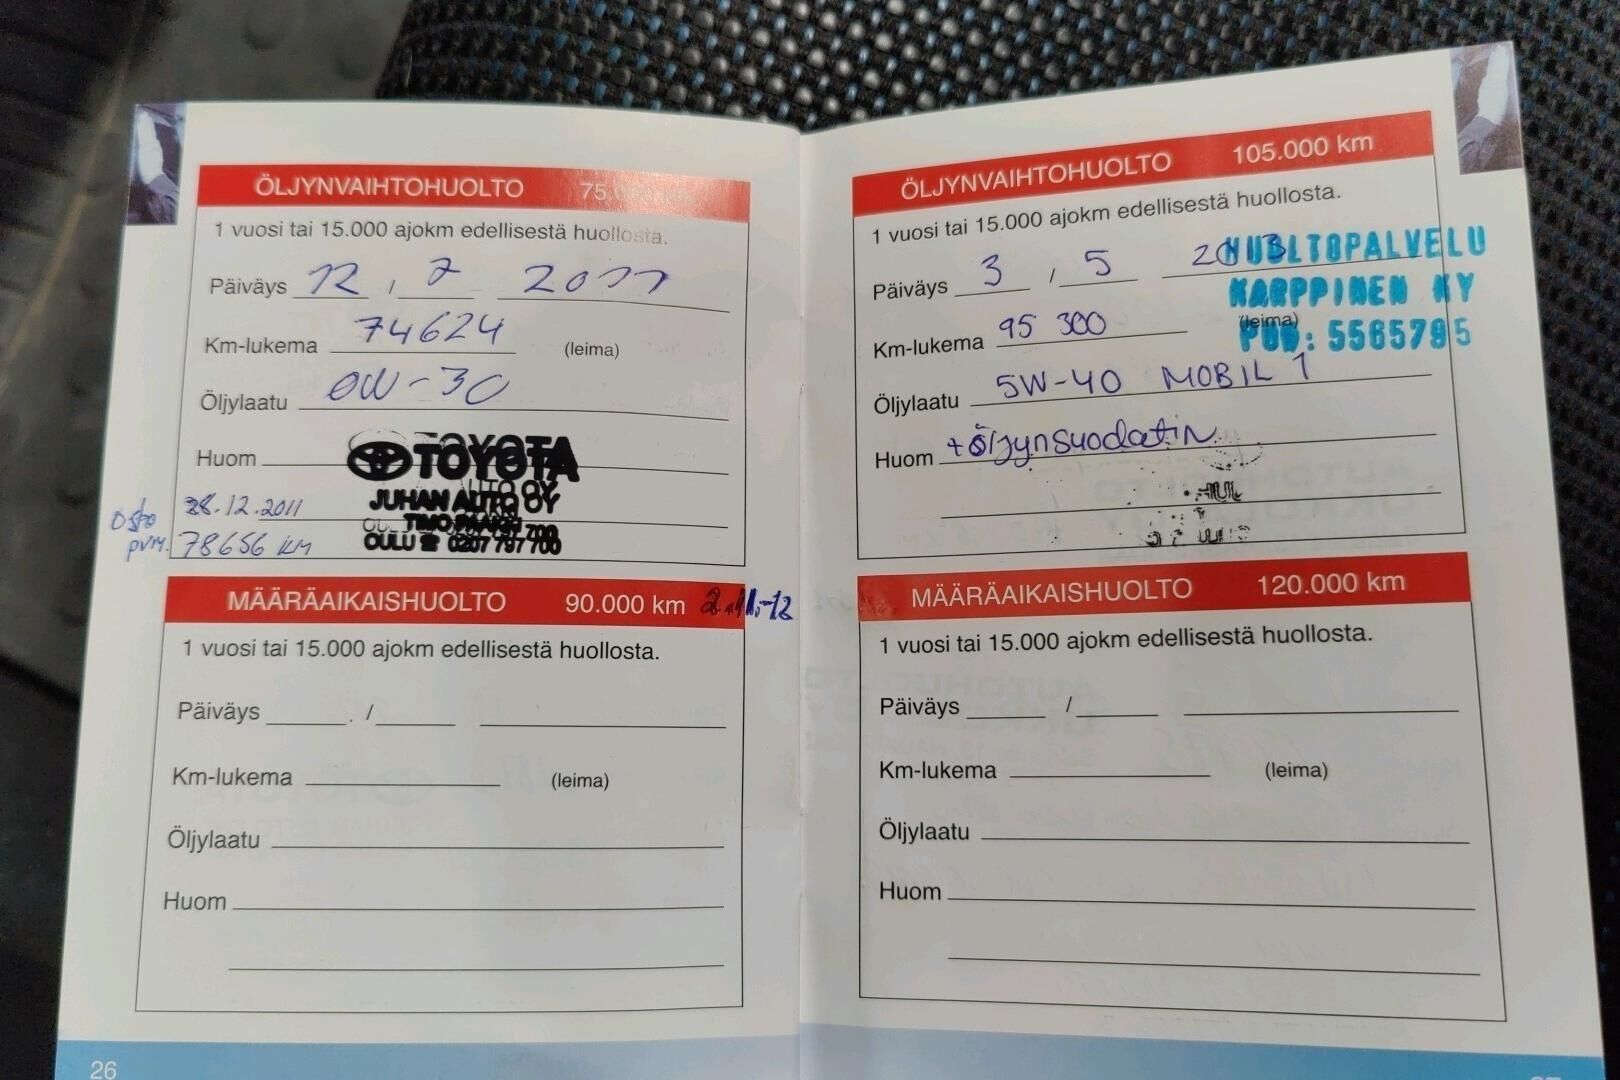 ÖLJYNVAIHTOHUOLTO 75.
1 vuosi tai 15.000 ajokm edellisestä huollosta.
Päiväys 12 / 7 2011
Km-lukema 74624 (leima)
Öljylaatu 0W-30
Huom
TOYOTA
JUHAN AUTO OY
OULU ☎ 0207 797 700
Osto pvm. 28.12.2011
78656 KM
MÄÄRÄAIKAISHUOLTO 90.000 km
1 vuosi tai 15.000 ajokm edellisestä huollosta.
Päiväys . /
Km-lukema (leima)
Öljylaatu
Huom
26
ÖLJYNVAIHTOHUOLTO 105.000 km
1 vuosi tai 15.000 ajokm edellisestä huollosta.
Päiväys 3 / 5 2013
HUOLTOPALVELU
KARPPINEN KY
PUH: 5565795
Km-lukema 95 300 (leima)
Öljylaatu 5W-40 MOBIL 1
Huom + öljynsuodatin
MÄÄRÄAIKAISHUOLTO 120.000 km
1 vuosi tai 15.000 ajokm edellisestä huollosta.
Päiväys /
Km-lukema (leima)
Öljylaatu
Huom